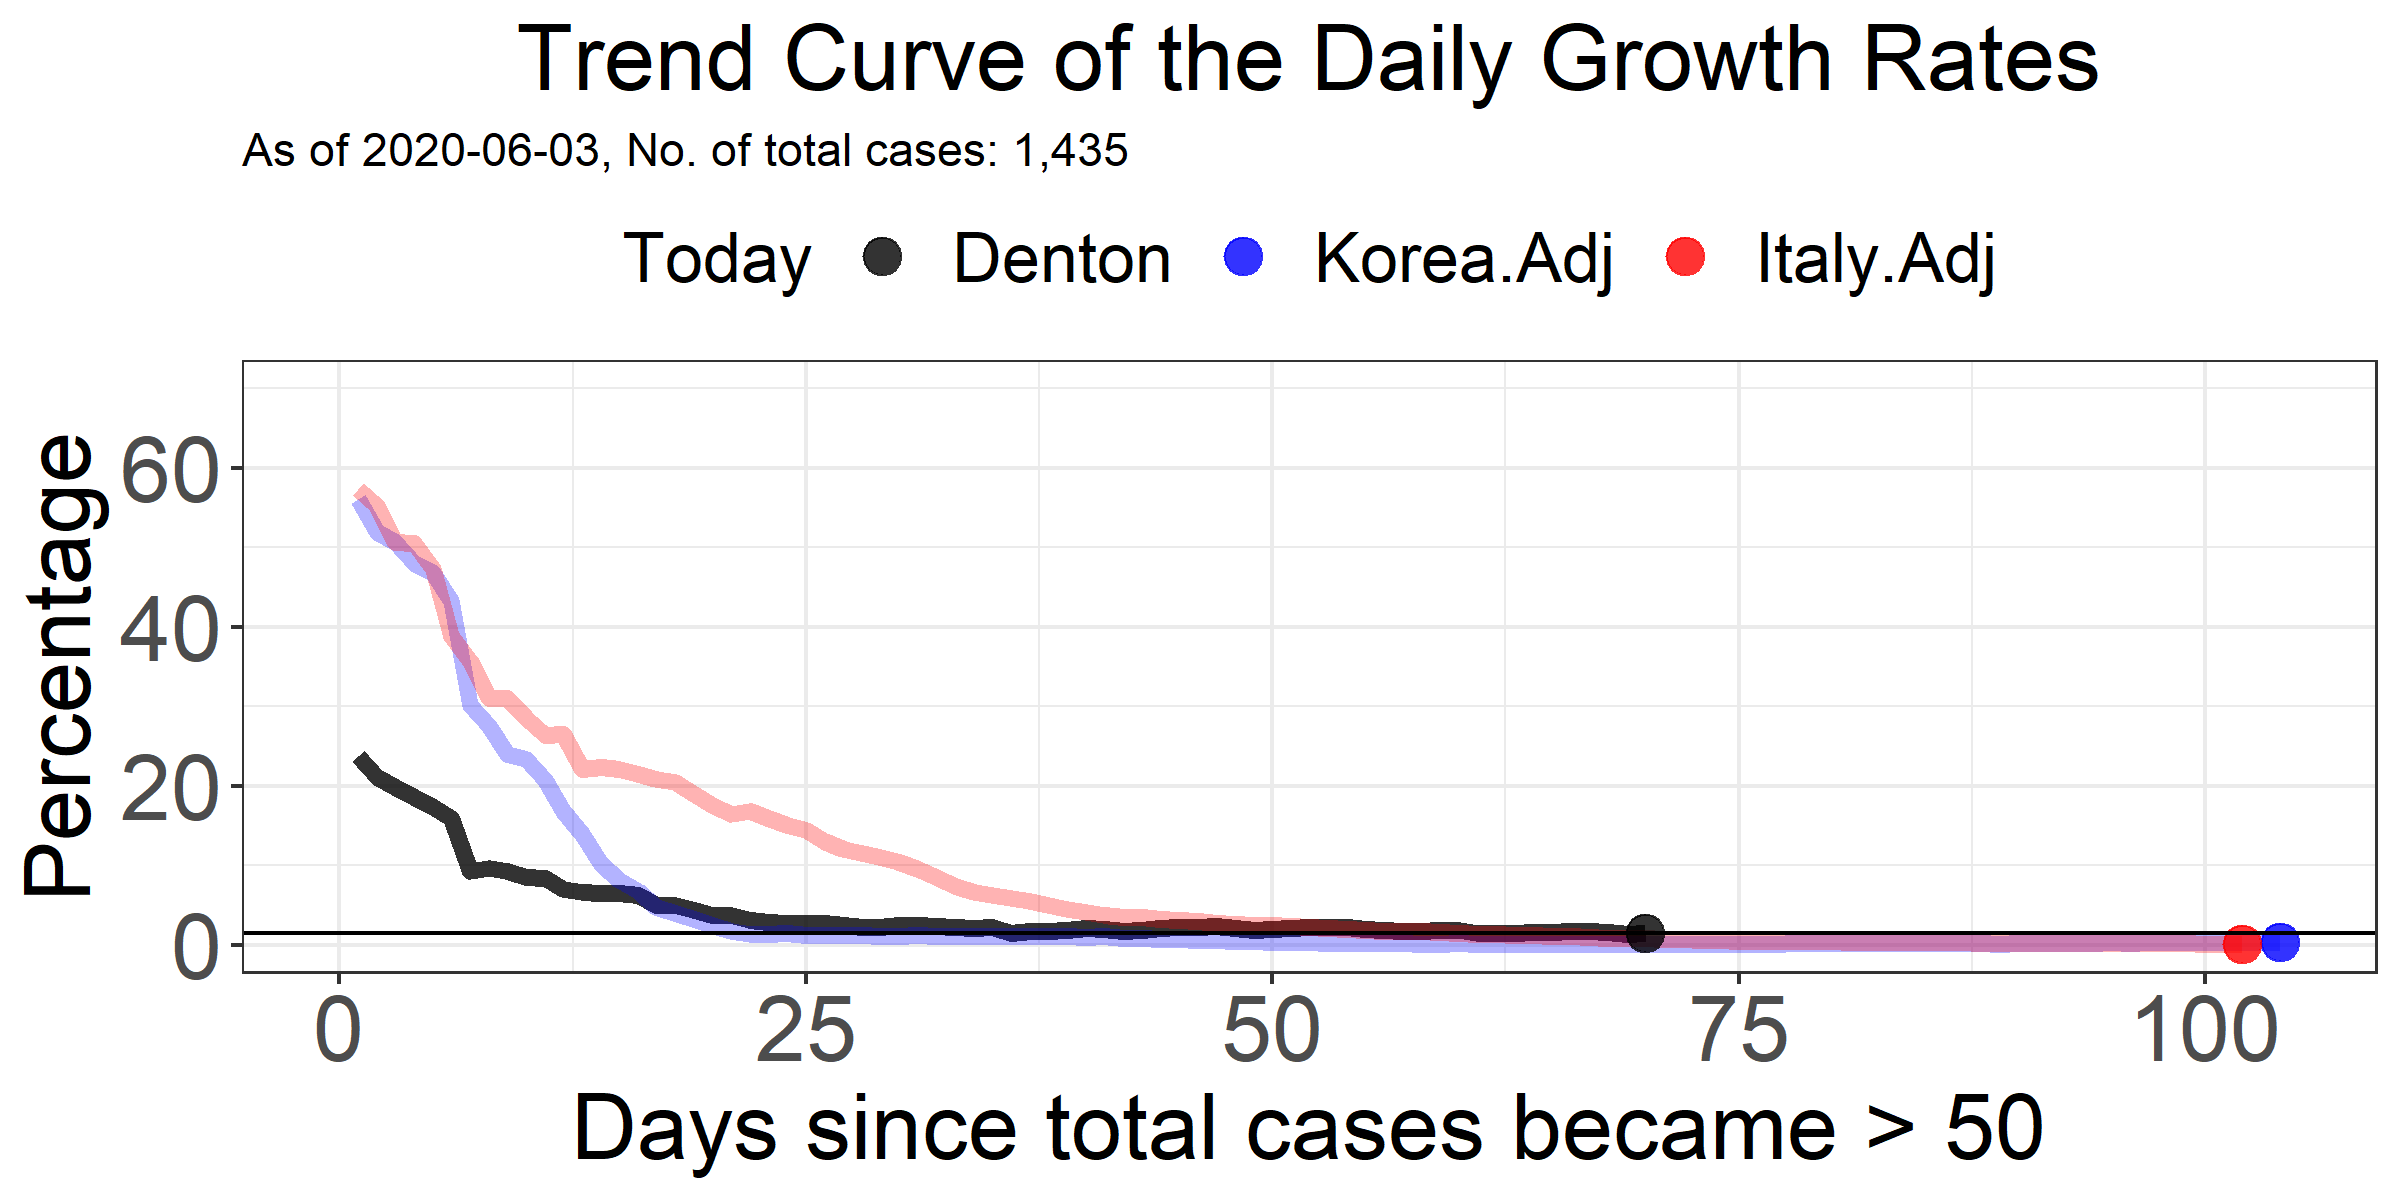 Trend Curve of the Daily Growth Rates
As of 2020-06-03, No. of total cases: 1,435
Today Denton Korea.Adj Italy.Adj
Percentage
60
40
20
0
0 25 50 75 100
Days since total cases became > 50